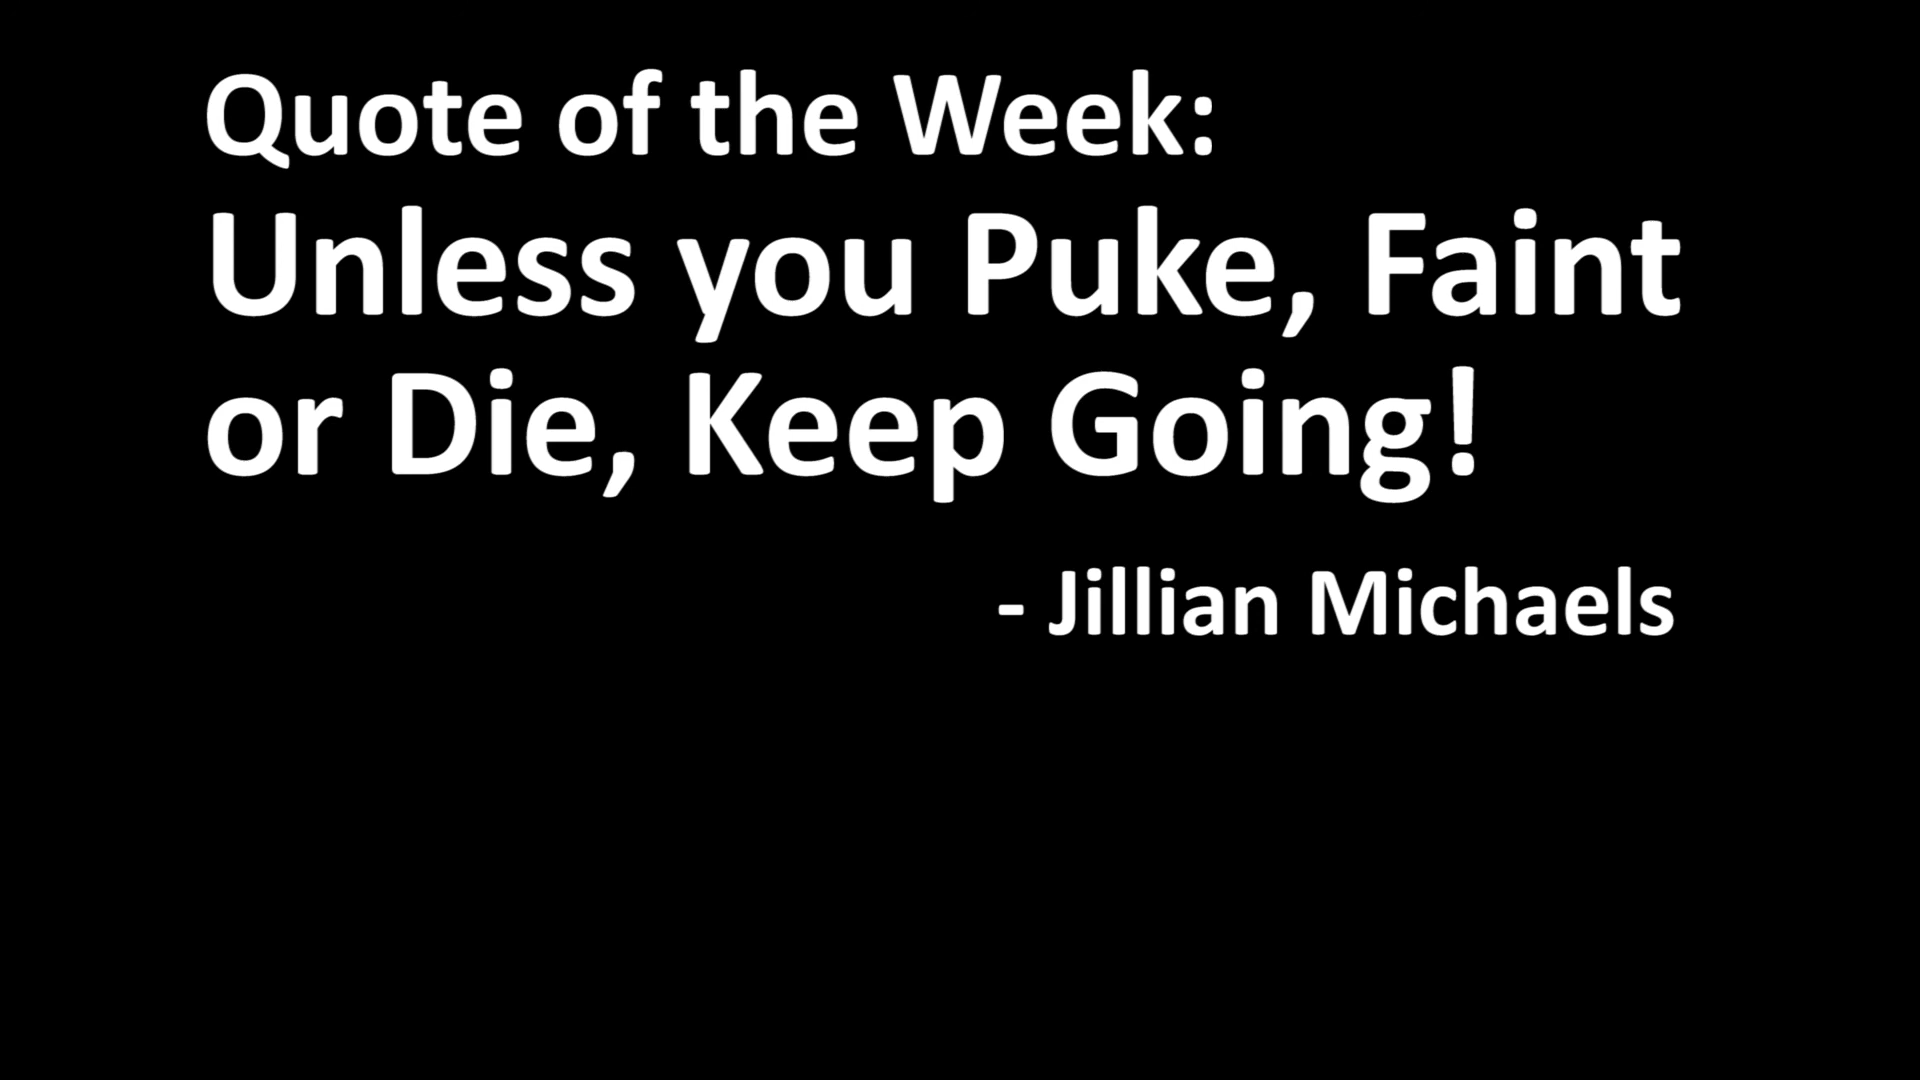 Quote of the Week:
Unless you Puke, Faint
or Die, Keep Going!
- Jillian Michaels